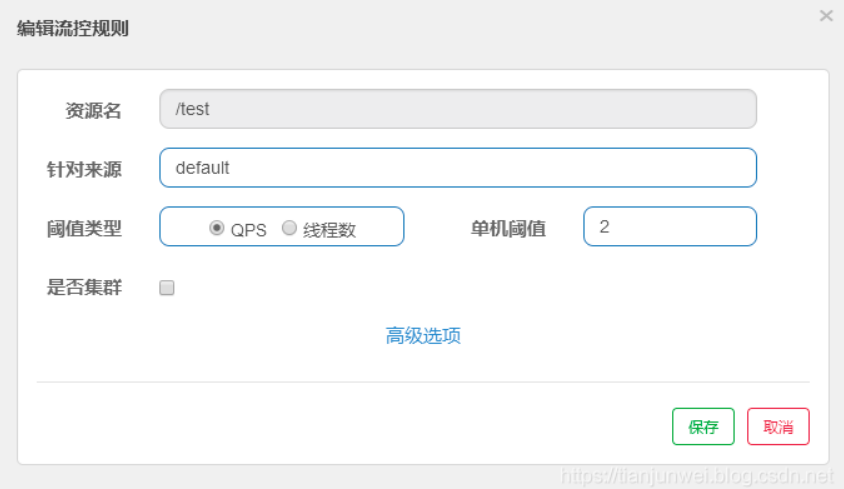 编辑流控规则 ×
资源名 /test
针对来源 default
阈值类型 QPS 线程数 单机阈值 2
是否集群
高级选项
保存 取消
https://tianjunwei.blog.csdn.net